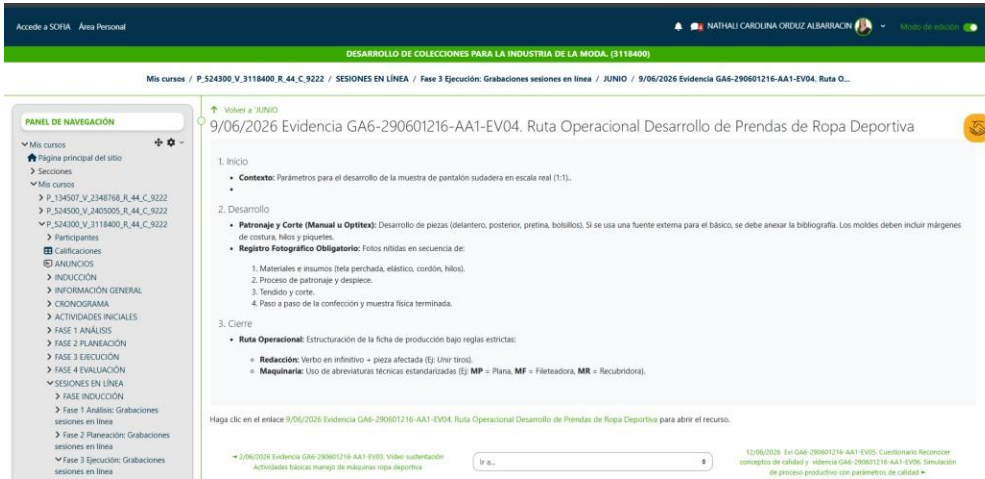 Accede a SOFIA Área Personal
NATHALI CAROLINA ORDUZ ALBARRACIN
Modo de edición
DESARROLLO DE COLECCIONES PARA LA INDUSTRIA DE LA MODA. (3118400)
Mis cursos / P_524300_V_3118400_R_44_C_9222 / SESIONES EN LÍNEA / Fase 3 Ejecución: Grabaciones sesiones en línea / JUNIO / 9/06/2026 Evidencia GA6-290601216-AA1-EV04. Ruta O...
PANEL DE NAVEGACIÓN
Mis cursos
Página principal del sitio
Secciones
Mis cursos
P_134507_V_2348768_R_44_C_9222
P_524500_V_2405005_R_44_C_9222
P_524300_V_3118400_R_44_C_9222
Participantes
Calificaciones
ANUNCIOS
INDUCCIÓN
INFORMACIÓN GENERAL
CRONOGRAMA
ACTIVIDADES INICIALES
FASE 1 ANÁLISIS
FASE 2 PLANEACIÓN
FASE 3 EJECUCIÓN
FASE 4 EVALUACIÓN
SESIONES EN LÍNEA
FASE INDUCCIÓN
Fase 1 Análisis: Grabaciones
sesiones en línea
Fase 2 Planeación: Grabaciones
sesiones en línea
Fase 3 Ejecución: Grabaciones
sesiones en línea
Volver a 'JUNIO
9/06/2026 Evidencia GA6-290601216-AA1-EV04. Ruta Operacional Desarrollo de Prendas de Ropa Deportiva
1. Inicio
• Contexto: Parámetros para el desarrollo de la muestra de pantalón sudadera en escala real (1:1)..
•
2. Desarrollo
• Patronaje y Corte (Manual u Optitex): Desarrollo de piezas (delantero, posterior, pretina, bolsillos). Si se usa una fuente externa para el básico, se debe anexar la bibliografía. Los moldes deben incluir márgenes
de costura, hilos y piquetes.
• Registro Fotográfico Obligatorio: Fotos nítidas en secuencia de:
1. Materiales e insumos (tela perchada, elástico, cordón, hilos).
2. Proceso de patronaje y despiece.
3. Tendido y corte.
4. Paso a paso de la confección y muestra física terminada.
3. Cierre
• Ruta Operacional: Estructuración de la ficha de producción bajo reglas estrictas:
Redacción: Verbo en infinitivo + pieza afectada (Ej: Unir tiros).
Maquinaria: Uso de abreviaturas técnicas estandarizadas (Ej: MP = Plana, MF = Fileteadora, MR = Recubridora).
Haga clic en el enlace 9/06/2026 Evidencia GA6-290601216-AA1-EV04. Ruta Operacional Desarrollo de Prendas de Ropa Deportiva para abrir el recurso.
2/06/2026 Evidencia GA6-290601216-AA1-EV03. Video sustentación
Actividades básicas manejo de máquinas ropa deportiva
Ir a...
12/06/2026 Evi-GA6-290601216-AA1-EV05. Cuestionario Reconocer
conceptos de calidad y videncia GA6-290601216-AA1-EV06. Simulación
de proceso productivo con parámetros de calidad